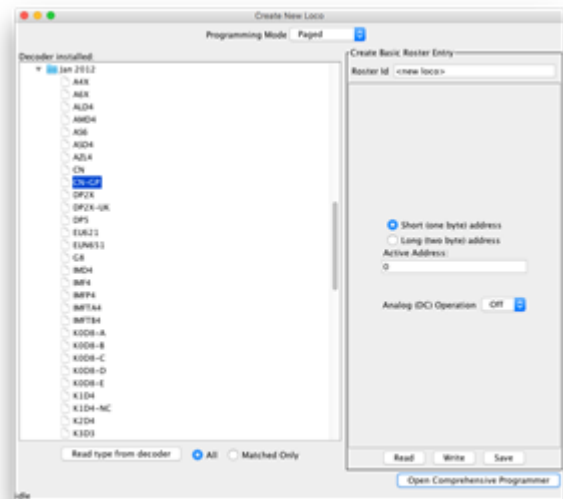 Create New Loco
Programming Mode Paged
Decoder installed
Jan 2012
A4X
A6X
ALD4
AMD4
AS6
ASD4
AZL4
CN
CN-GP
DP2X
DP2X-UK
DP5
EU621
EUN651
G8
IMD4
IMF4
IMFP4
IMFTA4
IMFTB4
K0D8-A
K0D8-B
K0D8-C
K0D8-D
K0D8-E
K1D4
K1D4-NC
K2D4
K3D3
Read type from decoder All Matched Only
Create Basic Roster Entry
Roster Id <new loco>
Short (one byte) address
Long (two byte) address
Active Address:
0
Analog (DC) Operation Off
Read Write Save
Open Comprehensive Programmer
idle